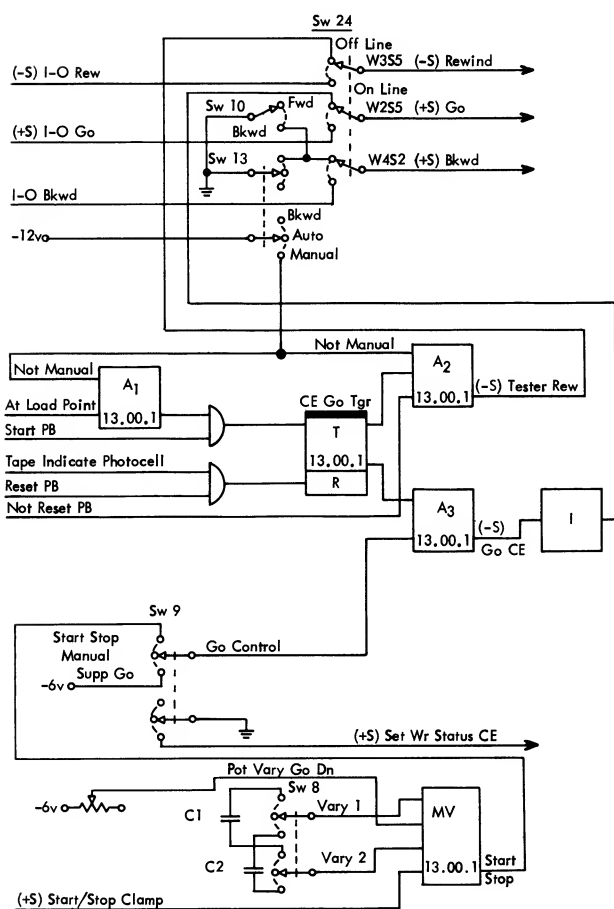 Sw 24
Off Line
(-S) I-O Rew
W3S5 (-S) Rewind
On Line
Sw 10
Fwd
W2S5 (+S) Go
(+S) I-O Go
Bkwd
Sw 13
W4S2 (+S) Bkwd
I-O Bkwd
Bkwd
-12v
Auto
Manual
Not Manual
Not Manual
A2
A1
(-S) Tester Rew
At Load Point
13.00.1
CE Go Tgr
13.00.1
Start PB
T
Tape Indicate Photocell
13.00.1
Reset PB
R
Not Reset PB
A3
(-S)
I
13.00.1
Go CE
Sw 9
Start Stop
Manual
Go Control
Supp Go
-6v
(+S) Set Wr Status CE
Pot Vary Go Dn
Sw 8
-6v
C1
Vary 1
MV
C2
Vary 2
13.00.1
Start
Stop
(+S) Start/Stop Clamp